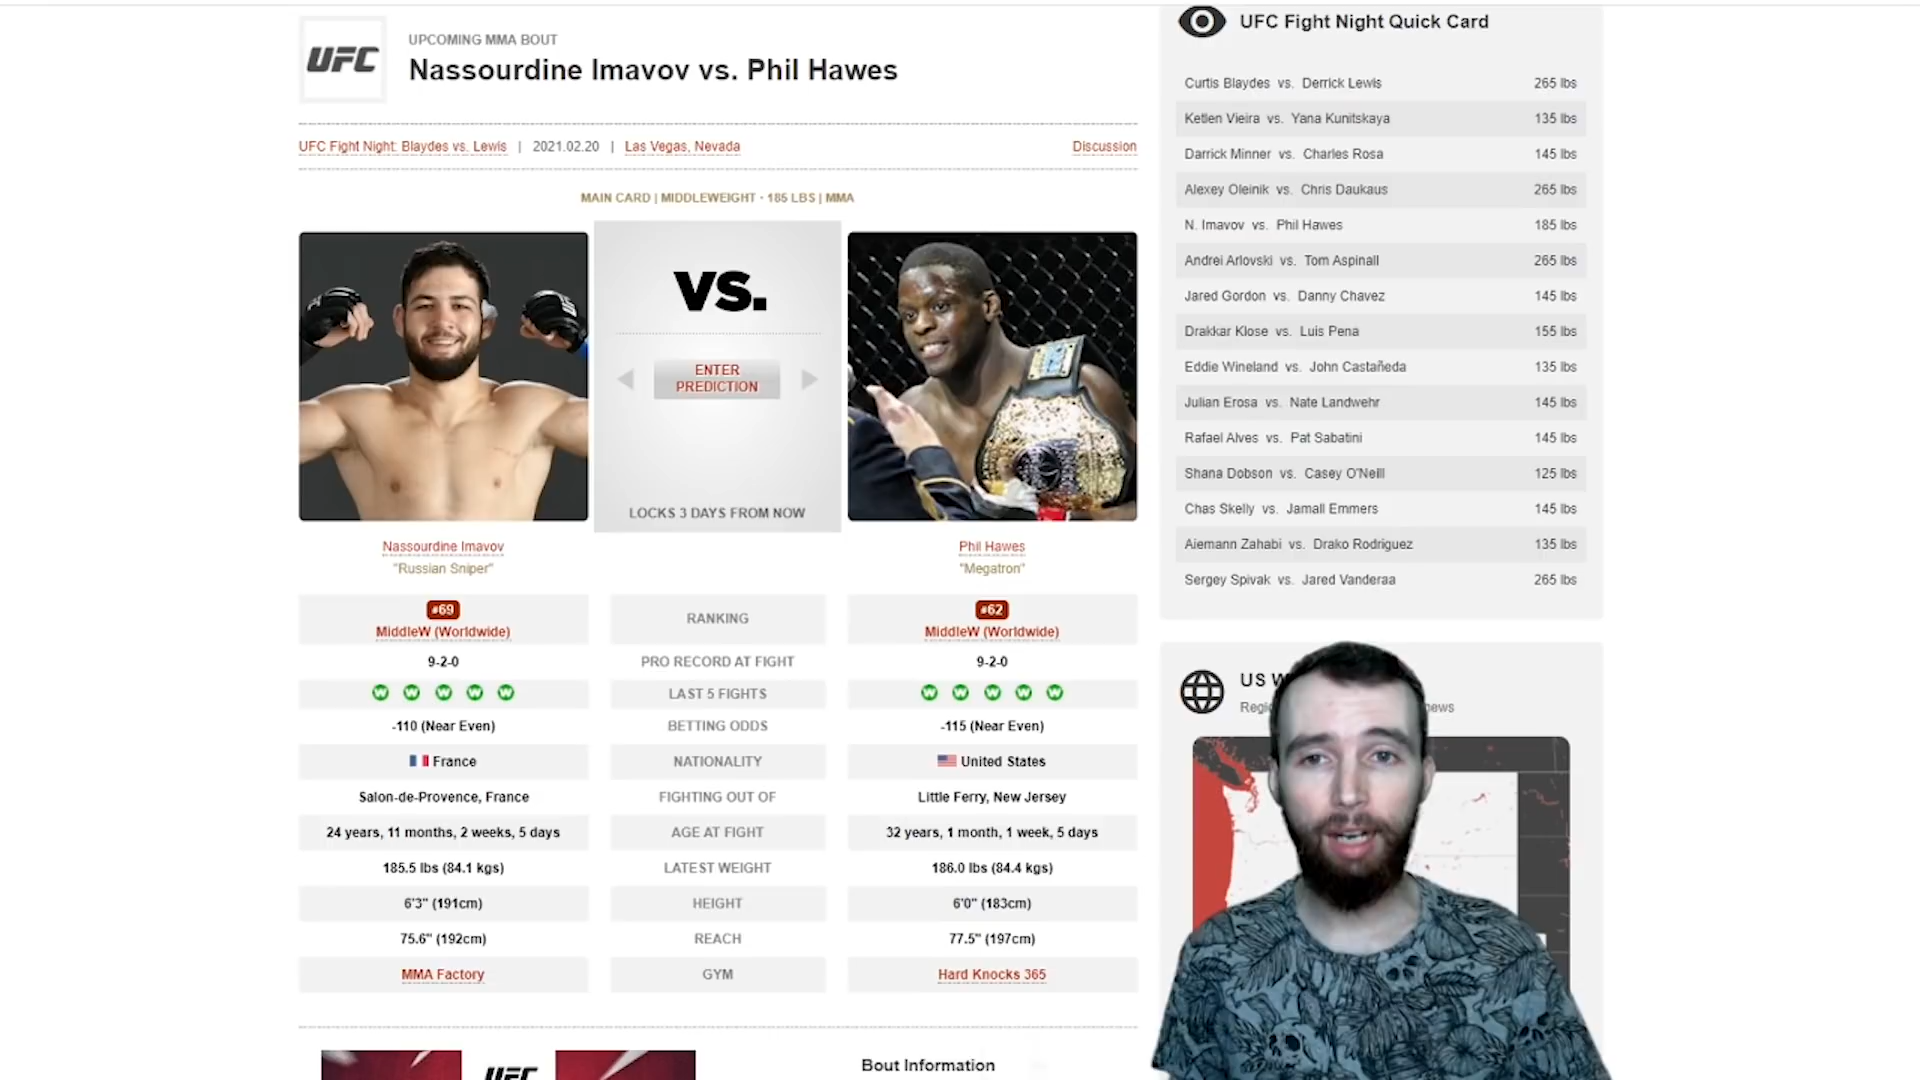 UFC
UPCOMING MMA BOUT
Nassourdine Imavov vs. Phil Hawes
UFC Fight Night: Blaydes vs. Lewis | 2021.02.20 | Las Vegas, Nevada
Discussion
MAIN CARD | MIDDLEWEIGHT · 185 LBS | MMA
VS.
ENTER
PREDICTION
LOCKS 3 DAYS FROM NOW
Nassourdine Imavov
"Russian Sniper"
Phil Hawes
"Megatron"
#69 RANKING #62
MiddleW (Worldwide) MiddleW (Worldwide)
9-2-0 PRO RECORD AT FIGHT 9-2-0
W W W W W LAST 5 FIGHTS W W W W W
-110 (Near Even) BETTING ODDS -115 (Near Even)
France NATIONALITY United States
Salon-de-Provence, France FIGHTING OUT OF Little Ferry, New Jersey
24 years, 11 months, 2 weeks, 5 days AGE AT FIGHT 32 years, 1 month, 1 week, 5 days
185.5 lbs (84.1 kgs) LATEST WEIGHT 186.0 lbs (84.4 kgs)
6'3" (191cm) HEIGHT 6'0" (183cm)
75.6" (192cm) REACH 77.5" (197cm)
MMA Factory GYM Hard Knocks 365
UFC
Bout Information
UFC Fight Night Quick Card
Curtis Blaydes vs. Derrick Lewis 265 lbs
Ketlen Vieira vs. Yana Kunitskaya 135 lbs
Darrick Minner vs. Charles Rosa 145 lbs
Alexey Oleinik vs. Chris Daukaus 265 lbs
N. Imavov vs. Phil Hawes 185 lbs
Andrei Arlovski vs. Tom Aspinall 265 lbs
Jared Gordon vs. Danny Chavez 145 lbs
Drakkar Klose vs. Luis Pena 155 lbs
Eddie Wineland vs. John Castañeda 135 lbs
Julian Erosa vs. Nate Landwehr 145 lbs
Rafael Alves vs. Pat Sabatini 145 lbs
Shana Dobson vs. Casey O'Neill 125 lbs
Chas Skelly vs. Jamall Emmers 145 lbs
Aiemann Zahabi vs. Drako Rodriguez 135 lbs
Sergey Spivak vs. Jared Vanderaa 265 lbs
US